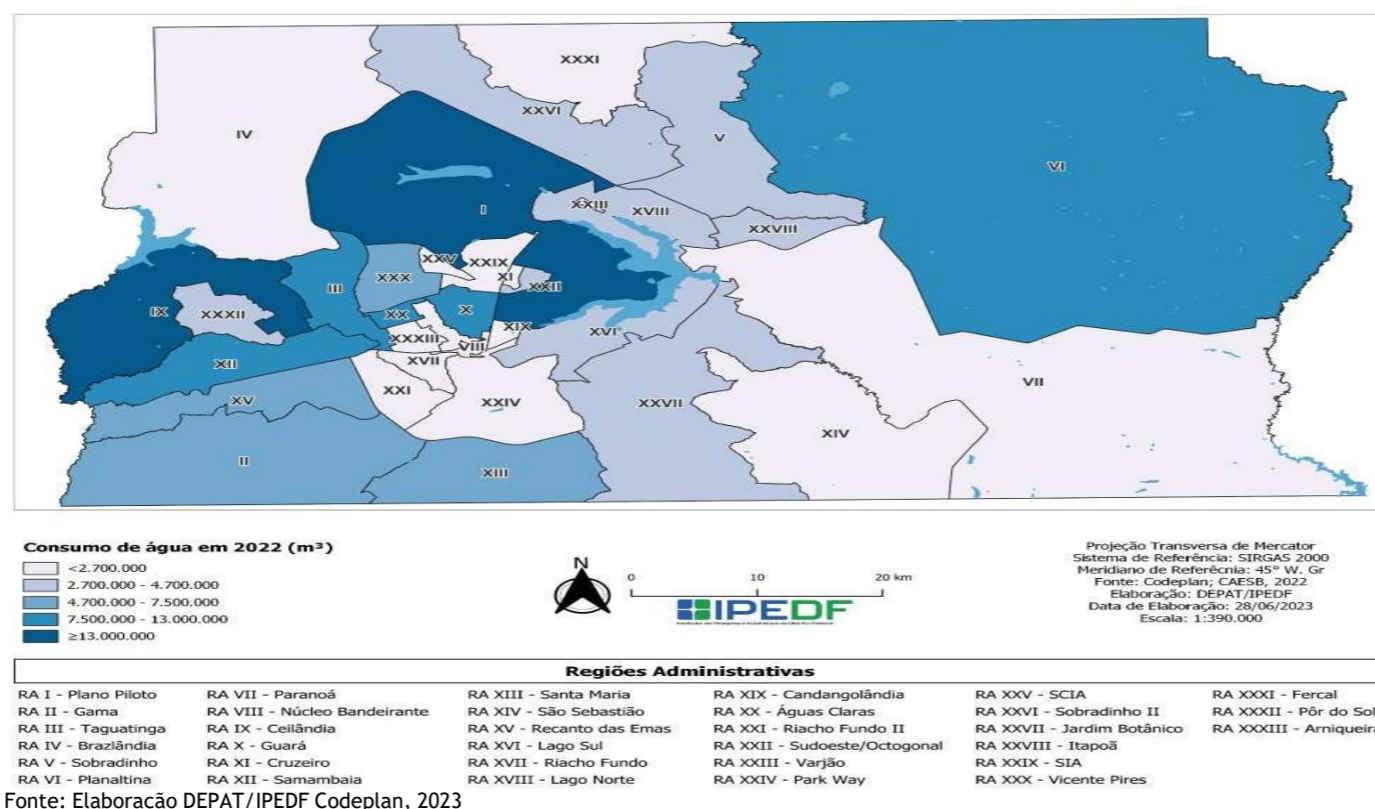 XXXI
XXVI
IV
V
VI
XXIII
XVIII
I
XXVIII
XXV
XXIX
XXX
XI
III
XXII
IX
XXXII
X
XX
XIX
XXXIII
VIII
XVI
XII
XVII
XXI
VII
XV
XXIV
XXVII
XIV
II
XIII
Consumo de água em 2022 (m³)
<2.700.000
2.700.000 - 4.700.000
4.700.000 - 7.500.000
7.500.000 - 13.000.000
≥13.000.000
N
0 10 20 km
IPEDF
Projeção Transversa de Mercator
Sistema de Referência: SIRGAS 2000
Meridiano de Referêcnia: 45° W. Gr
Fonte: Codeplan; CAESB, 2022
Elaboração: DEPAT/IPEDF
Data de Elaboração: 28/06/2023
Escala: 1:390.000
Regiões Administrativas
RA I - Plano Piloto
RA II - Gama
RA III - Taguatinga
RA IV - Brazlândia
RA V - Sobradinho
RA VI - Planaltina
RA VII - Paranoá
RA VIII - Núcleo Bandeirante
RA IX - Ceilândia
RA X - Guará
RA XI - Cruzeiro
RA XII - Samambaia
RA XIII - Santa Maria
RA XIV - São Sebastião
RA XV - Recanto das Emas
RA XVI - Lago Sul
RA XVII - Riacho Fundo
RA XVIII - Lago Norte
RA XIX - Candangolândia
RA XX - Águas Claras
RA XXI - Riacho Fundo II
RA XXII - Sudoeste/Octogonal
RA XXIII - Varjão
RA XXIV - Park Way
RA XXV - SCIA
RA XXVI - Sobradinho II
RA XXVII - Jardim Botânico
RA XXVIII - Itapoã
RA XXIX - SIA
RA XXX - Vicente Pires
RA XXXI - Fercal
RA XXXII - Pôr do Sol
RA XXXIII - Arniqueira
Fonte: Elaboração DEPAT/IPEDF Codeplan, 2023